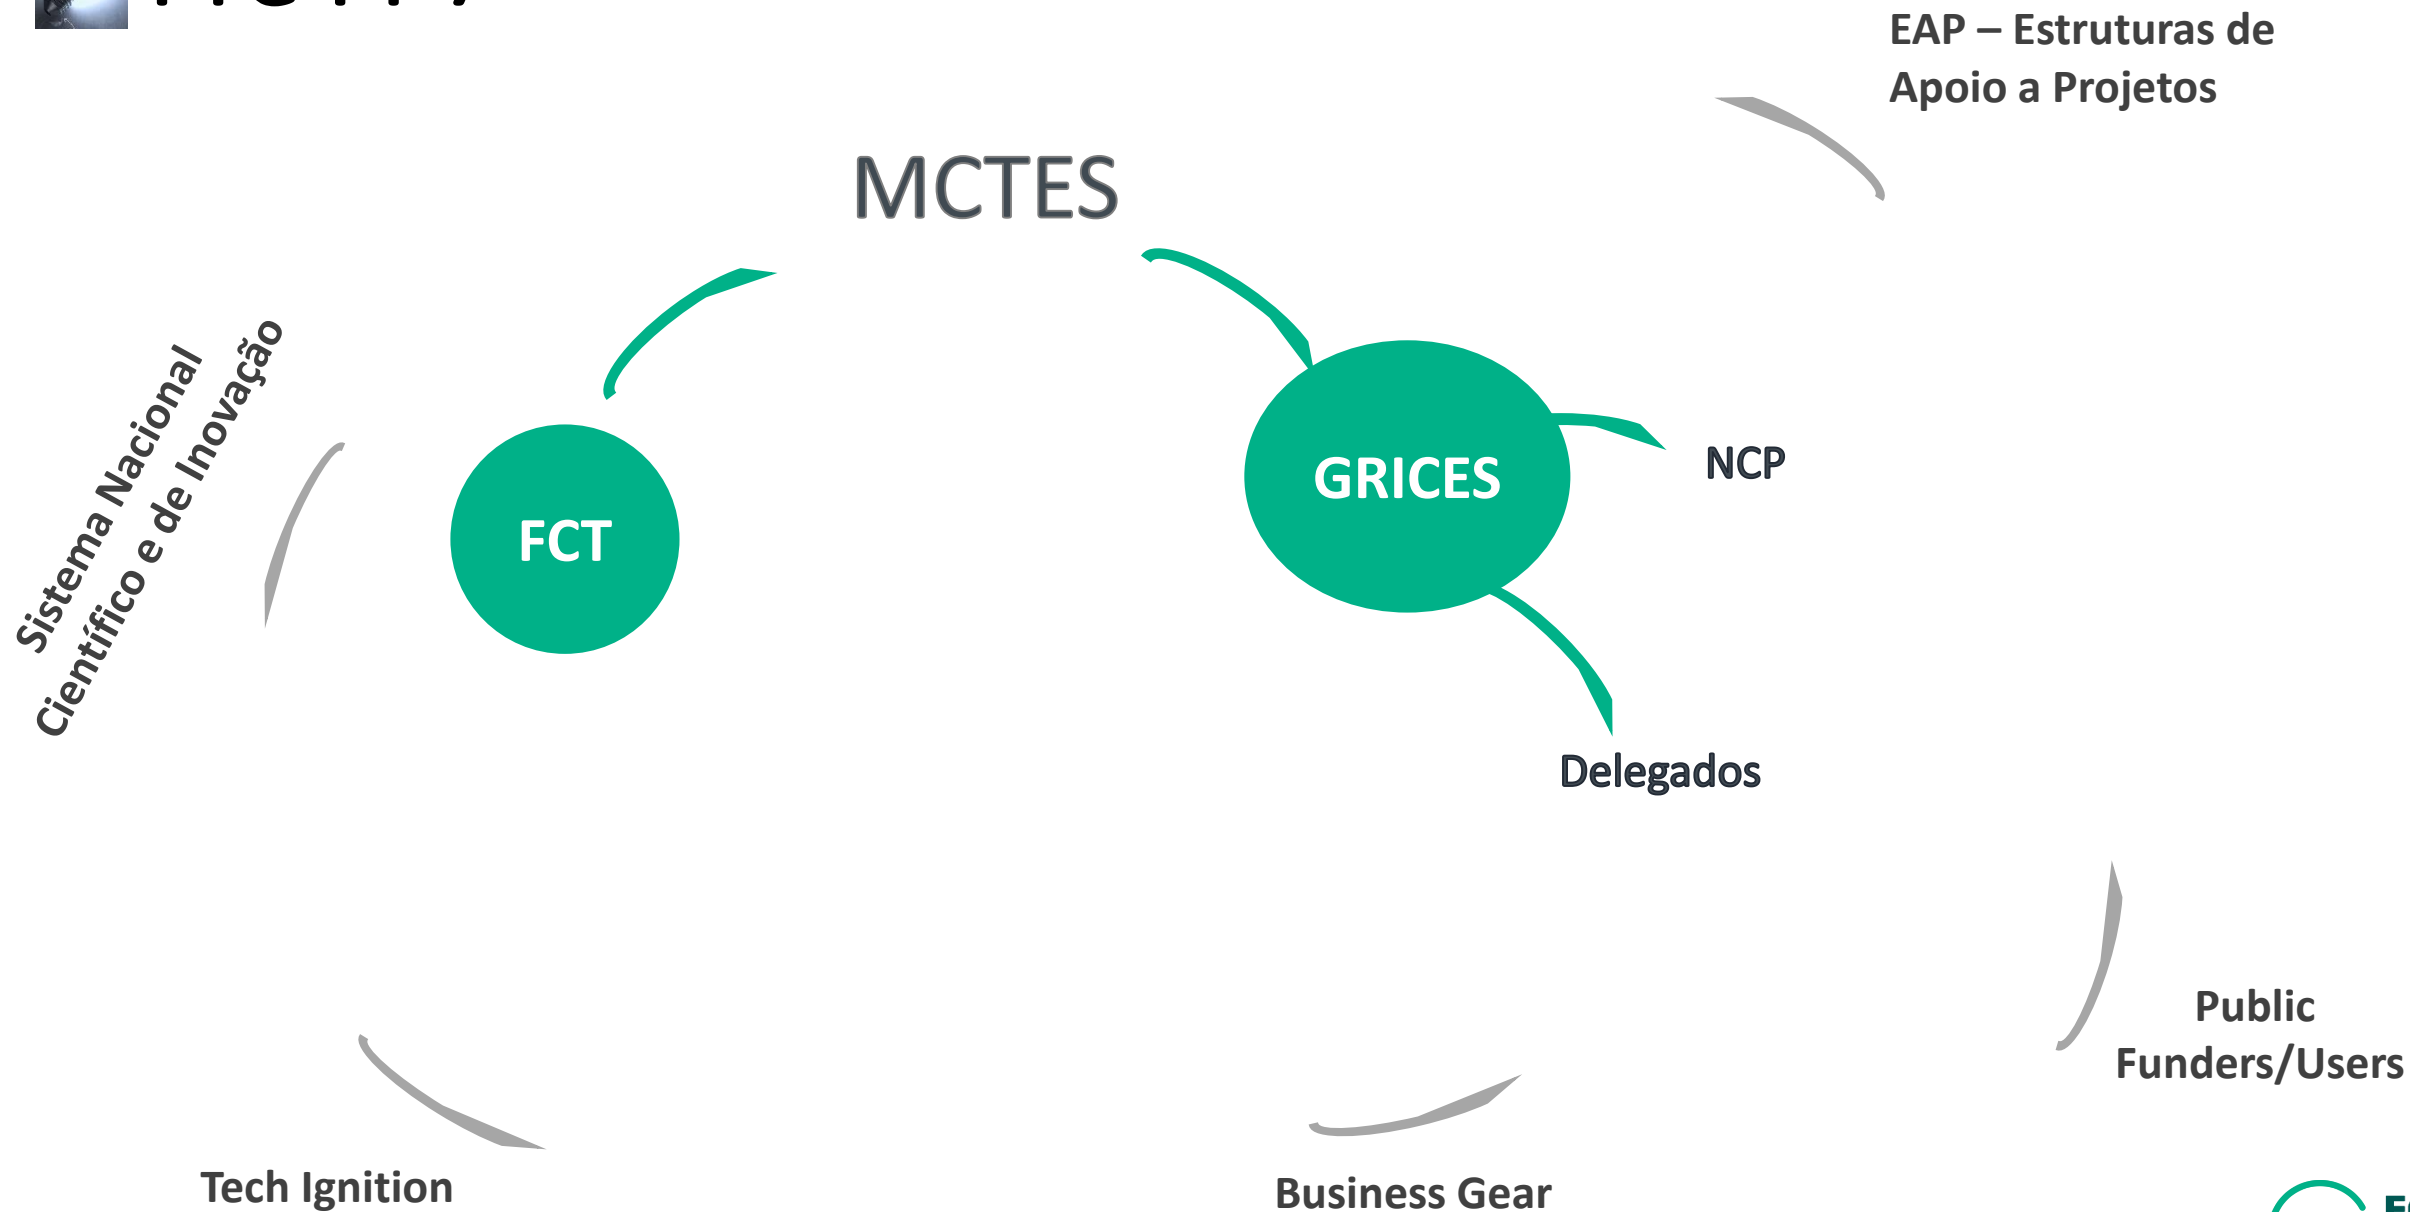 EAP – Estruturas de
Apoio a Projetos
MCTES
Sistema Nacional
Científico e de Inovação
GRICES
NCP
FCT
Delegados
Public
Funders/Users
Tech Ignition
Business Gear